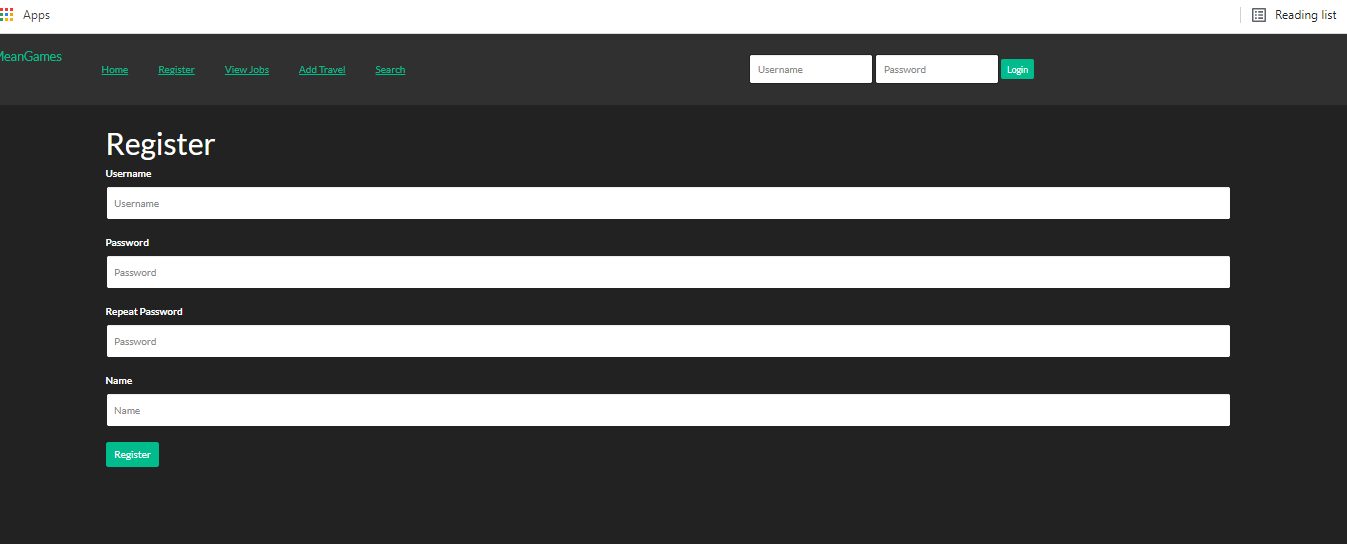 Apps
Reading list
MeanGames
Home Register View Jobs Add Travel Search
Username Password Login
Register
Username
Username
Password
Password
Repeat Password
Password
Name
Name
Register